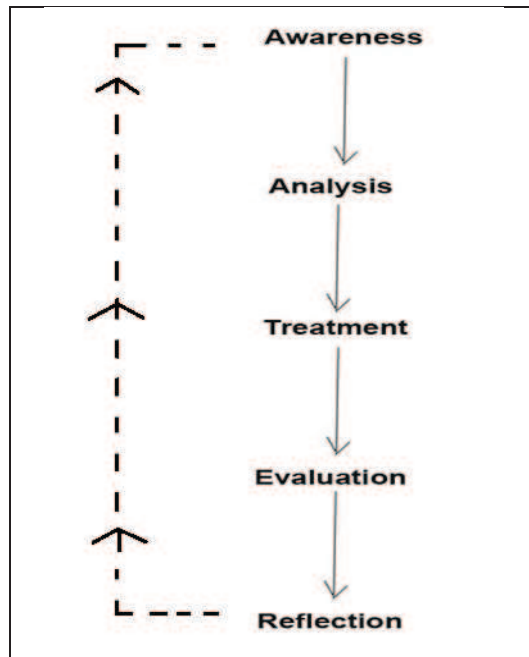 Awareness
Analysis
Treatment
Evaluation
Reflection